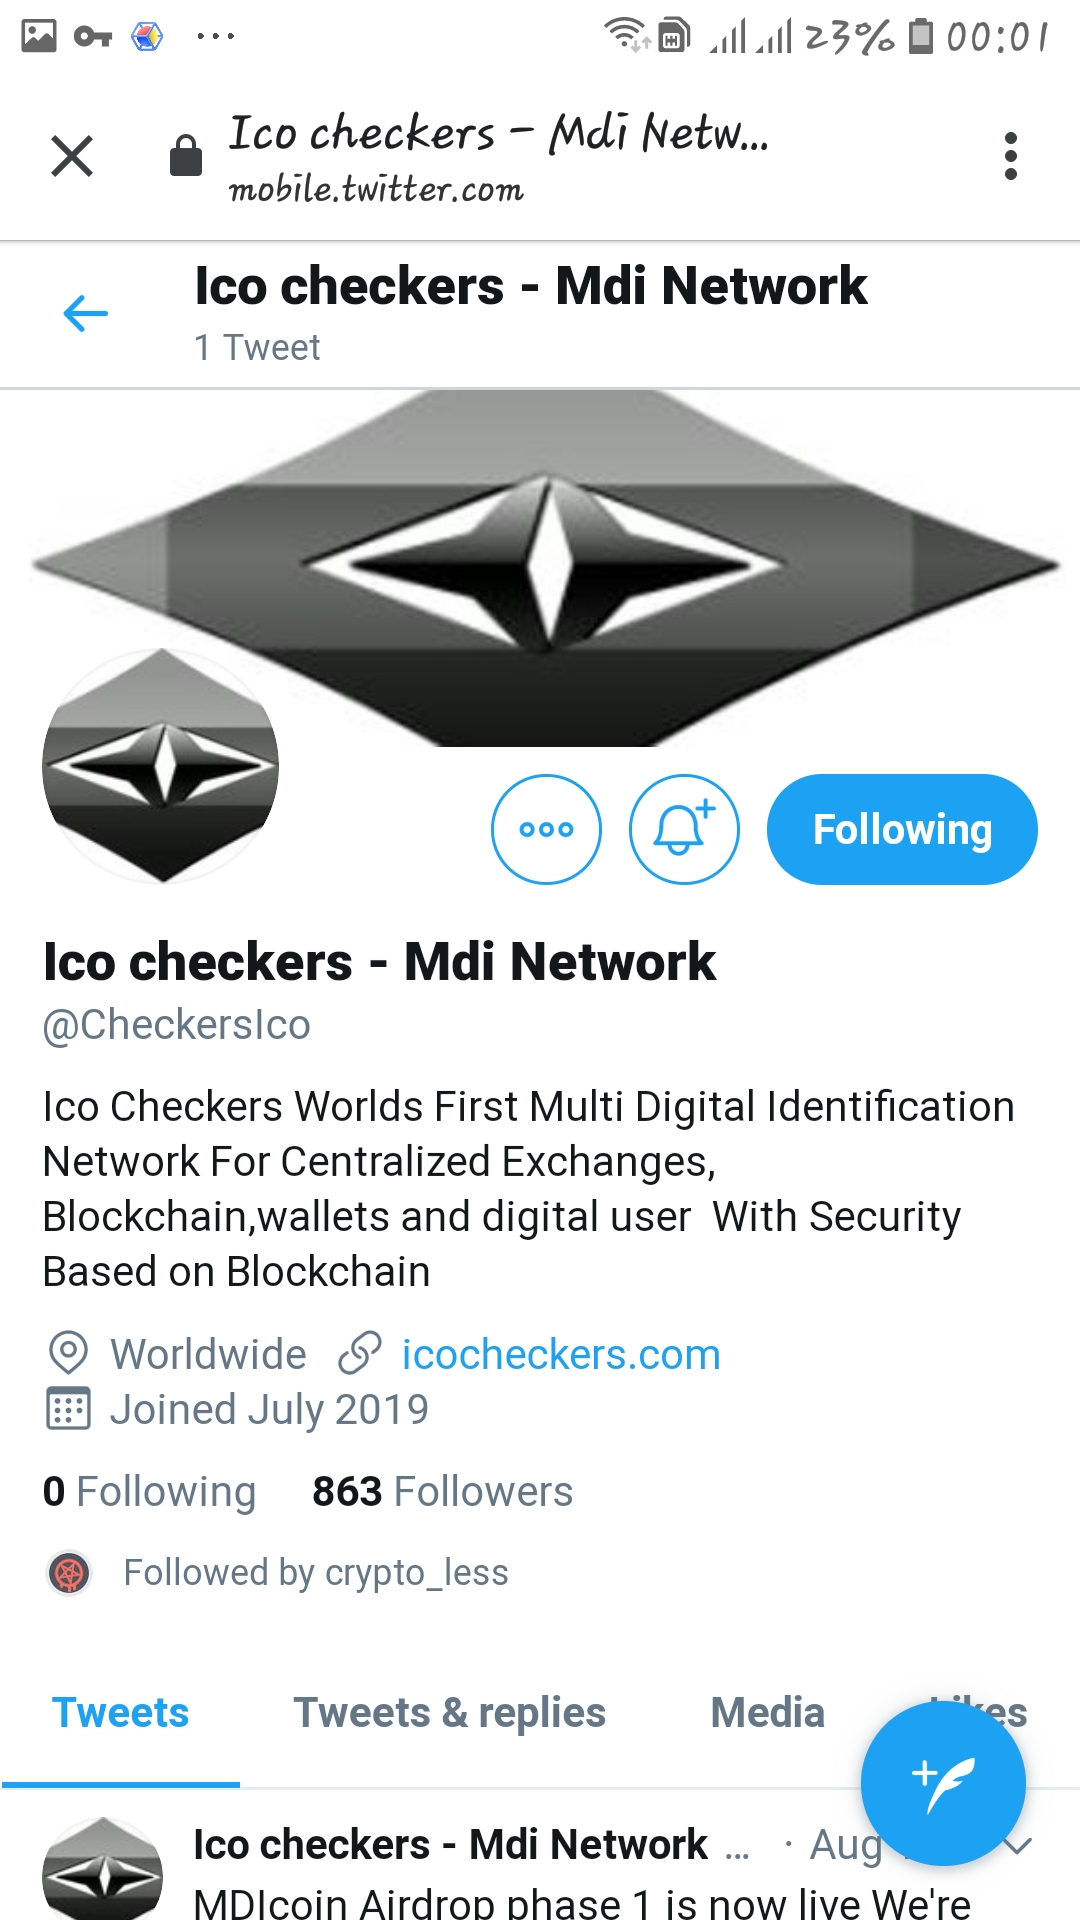 23% 00:01
Ico checkers – Mdi Netw...
mobile.twitter.com
Ico checkers - Mdi Network
1 Tweet
Following
Ico checkers - Mdi Network
@CheckersIco
Ico Checkers Worlds First Multi Digital Identification
Network For Centralized Exchanges,
Blockchain,wallets and digital user  With Security
Based on Blockchain
Worldwide icocheckers.com
Joined July 2019
0 Following 863 Followers
Followed by crypto_less
Tweets Tweets & replies Media Likes
Ico checkers - Mdi Network ... · Aug
MDIcoin Airdrop phase 1 is now live We're